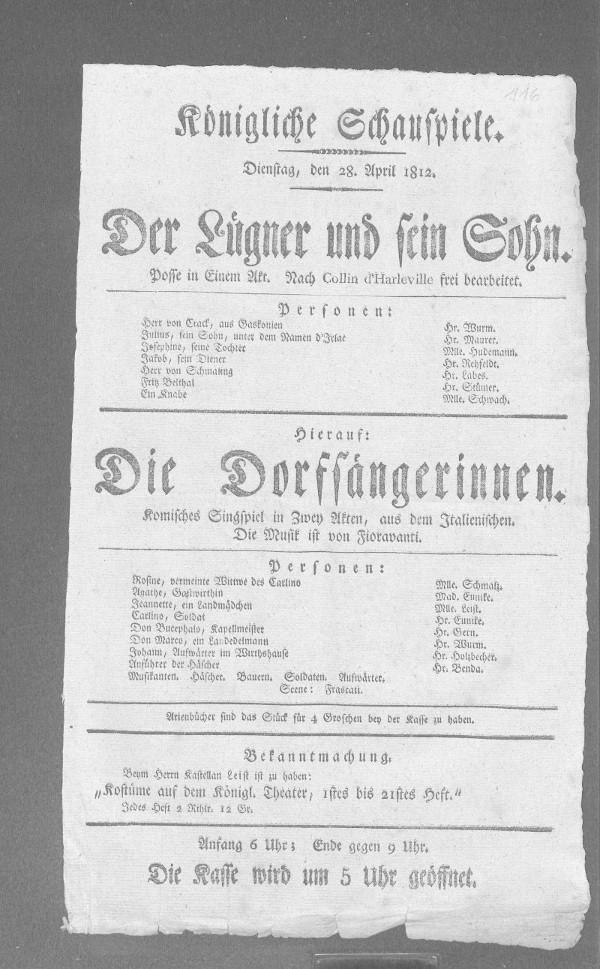 116
Königliche Schauspiele.
Dienstag, den 28. April 1812.
Der Lügner und sein Sohn.
Posse in Einem Akt. Nach Collin d'Harleville frei bearbeitet.
Personen:
Herr von Crack, aus Gaskonien Hr. Wurm.
Julius, sein Sohn, unter dem Namen d'Irlac Hr. Maurer.
Josephine, seine Tochter Mlle. Hudemann.
Jakob, sein Diener Hr. Rehfeldt.
Herr von Schmaling Hr. Labes.
Fritz Belthal Hr. Stümer.
Ein Knabe Mlle. Schwach.
Hierauf:
Die Dorfsängerinnen.
Komisches Singspiel in Zwey Akten, aus dem Italienischen.
Die Musik ist von Fioravanti.
Personen:
Rosine, vermeinte Wittwe des Carlino Mlle. Schmalz.
Agathe, Gastwirthin Mad. Eunike.
Jeannette, ein Landmädchen Mlle. Leist.
Carlino, Soldat Hr. Eunike.
Don Bucephalo, Kapellmeister Hr. Gern.
Don Marco, ein Landedelmann Hr. Wurm.
Johann, Aufwärter im Wirthshause Hr. Holzbecher.
Anführer der Häscher Hr. Benda.
Musikanten. Häscher. Bauern. Soldaten. Aufwärter.
Scene: Frascati.
Arienbücher sind das Stück für 4 Groschen bey der Kasse zu haben.
Bekanntmachung.
Beym Herrn Kastellan Leist ist zu haben:
„Kostüme auf dem Königl. Theater, 1stes bis 21stes Heft.“
Jedes Heft 2 Rthlr. 12 Gr.
Anfang 6 Uhr; Ende gegen 9 Uhr.
Die Kasse wird um 5 Uhr geöffnet.